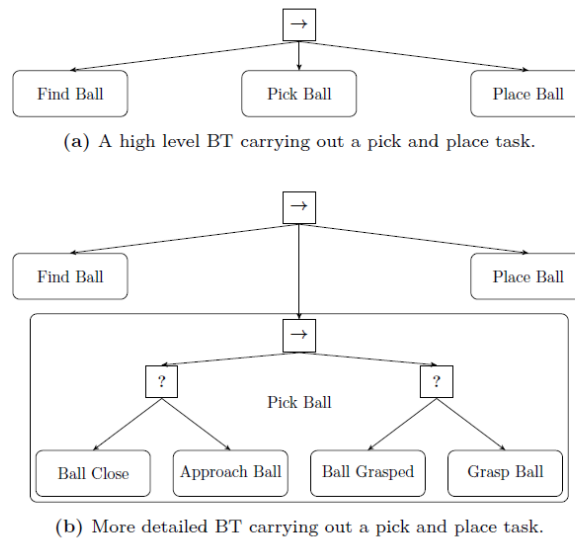 →
Find Ball Pick Ball Place Ball
(a) A high level BT carrying out a pick and place task.
→
Find Ball Place Ball
→
? ?
Pick Ball
Ball Close Approach Ball Ball Grasped Grasp Ball
(b) More detailed BT carrying out a pick and place task.